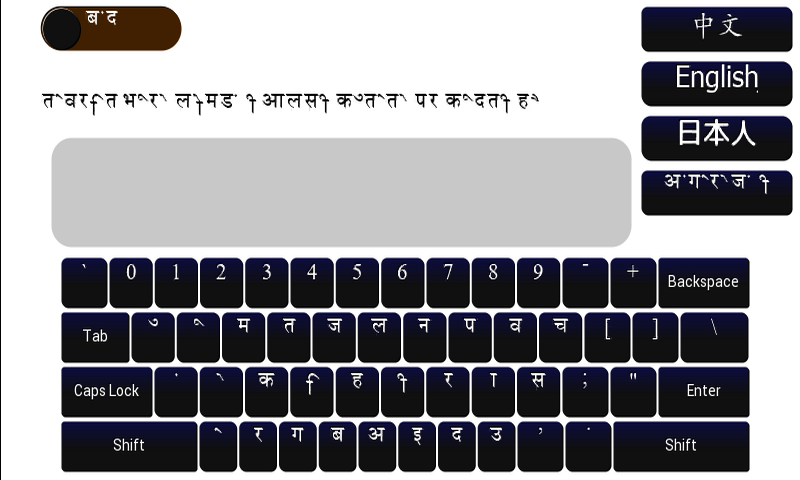 बंद
中文
English
日本人
अंग्रेज़ी
त्वरित भूरे लोमड़ी आलसी कुत्ते पर कूदती है
` 0 1 2 3 4 5 6 7 8 9 - + Backspace
Tab ु ू म त ज ल न प व च [ ] \
Caps Lock ं े क ि ह ी र ा स ; " Enter
Shift ् र ग ब अ इ द उ , . Shift